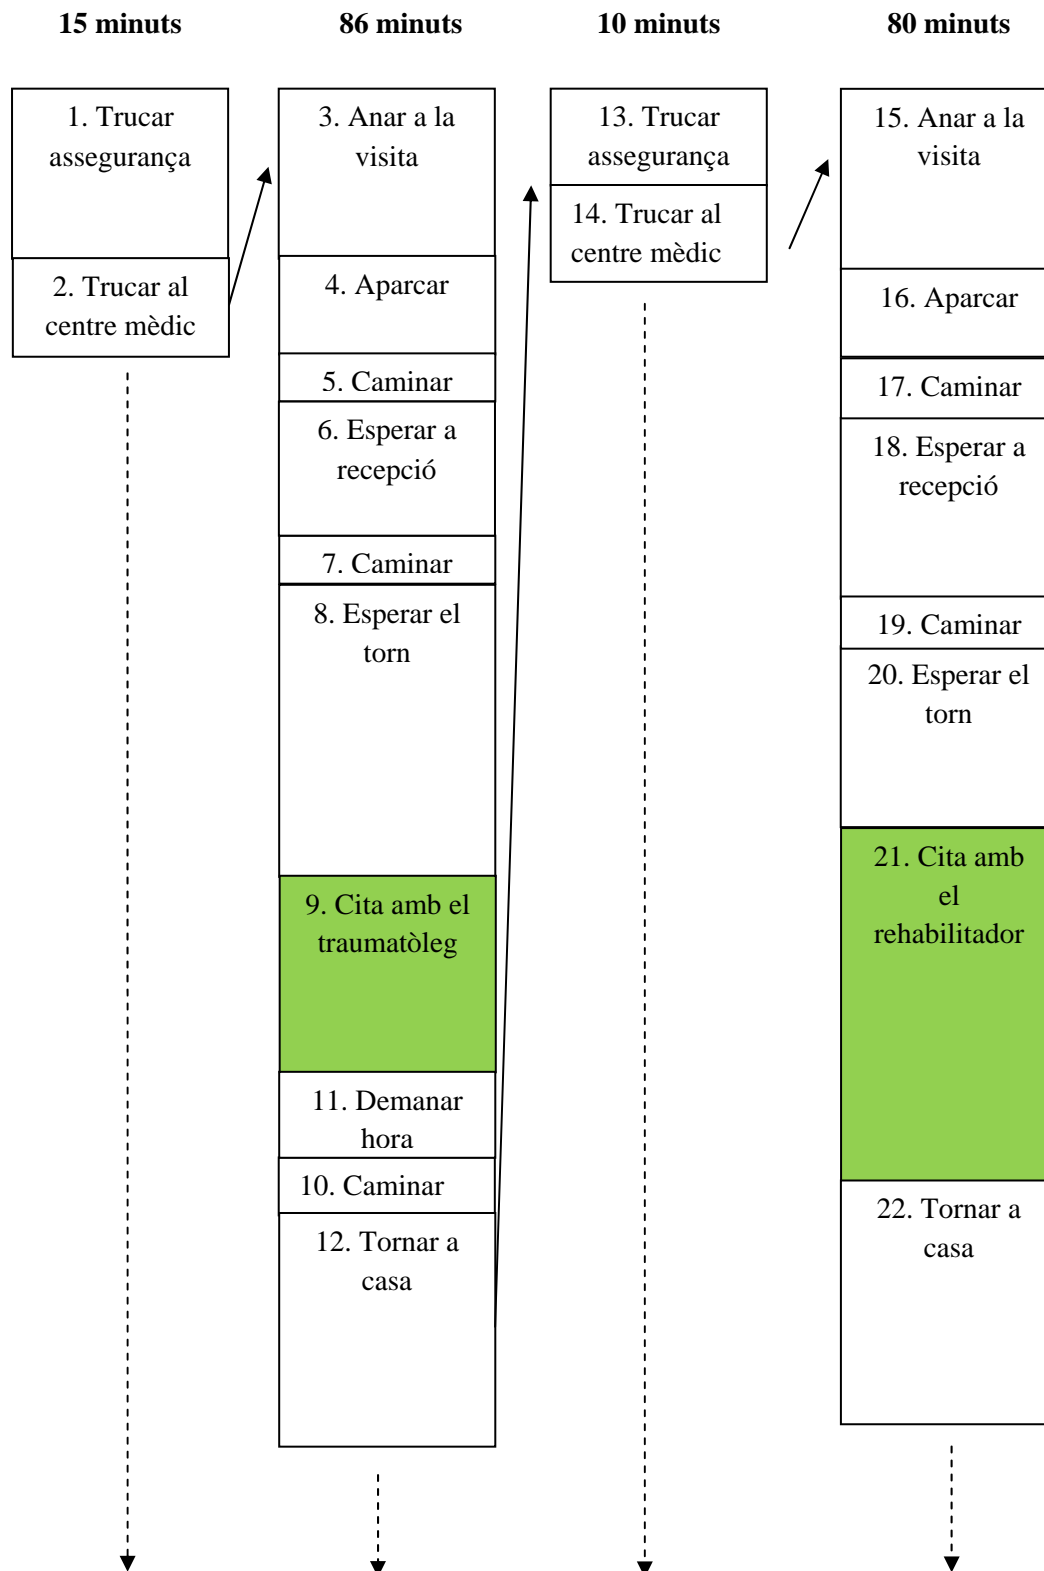 15 minuts
86 minuts
10 minuts
80 minuts
1. Trucar
assegurança
2. Trucar al
centre mèdic
3. Anar a la
visita
4. Aparcar
5. Caminar
6. Esperar a
recepció
7. Caminar
8. Esperar el
torn
9. Cita amb el
traumatòleg
11. Demanar
hora
10. Caminar
12. Tornar a
casa
13. Trucar
assegurança
14. Trucar al
centre mèdic
15. Anar a la
visita
16. Aparcar
17. Caminar
18. Esperar a
recepció
19. Caminar
20. Esperar el
torn
21. Cita amb
el
rehabilitador
22. Tornar a
casa